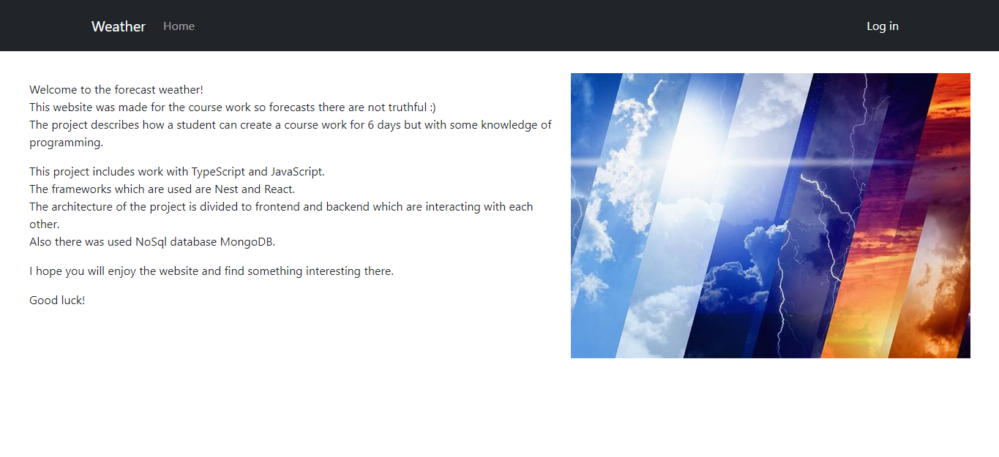 Weather Home Log in
Welcome to the forecast weather!
This website was made for the course work so forecasts there are not truthful :)
The project describes how a student can create a course work for 6 days but with some knowledge of
programming.
This project includes work with TypeScript and JavaScript.
The frameworks which are used are Nest and React.
The architecture of the project is divided to frontend and backend which are interacting with each
other.
Also there was used NoSql database MongoDB.
I hope you will enjoy the website and find something interesting there.
Good luck!